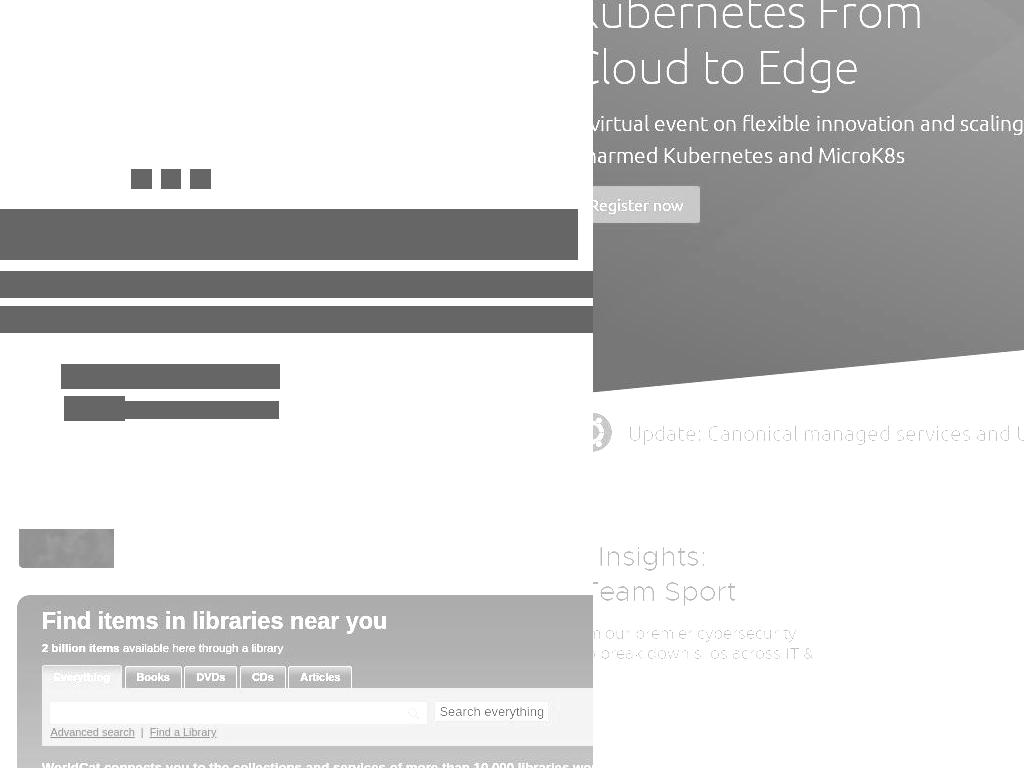 Kubernetes From
Cloud to Edge
virtual event on flexible innovation and scaling
harmed Kubernetes and MicroK8s
Register now
Update: Canonical managed services and U
Insights:
Team Sport
n our premier cybersecurity
break down silos across IT &
Find items in libraries near you
2 billion items available here through a library
Everything Books DVDs CDs Articles
Search everything
Advanced search | Find a Library
WorldCat connects you to the collections and services of more than 10,000 libraries